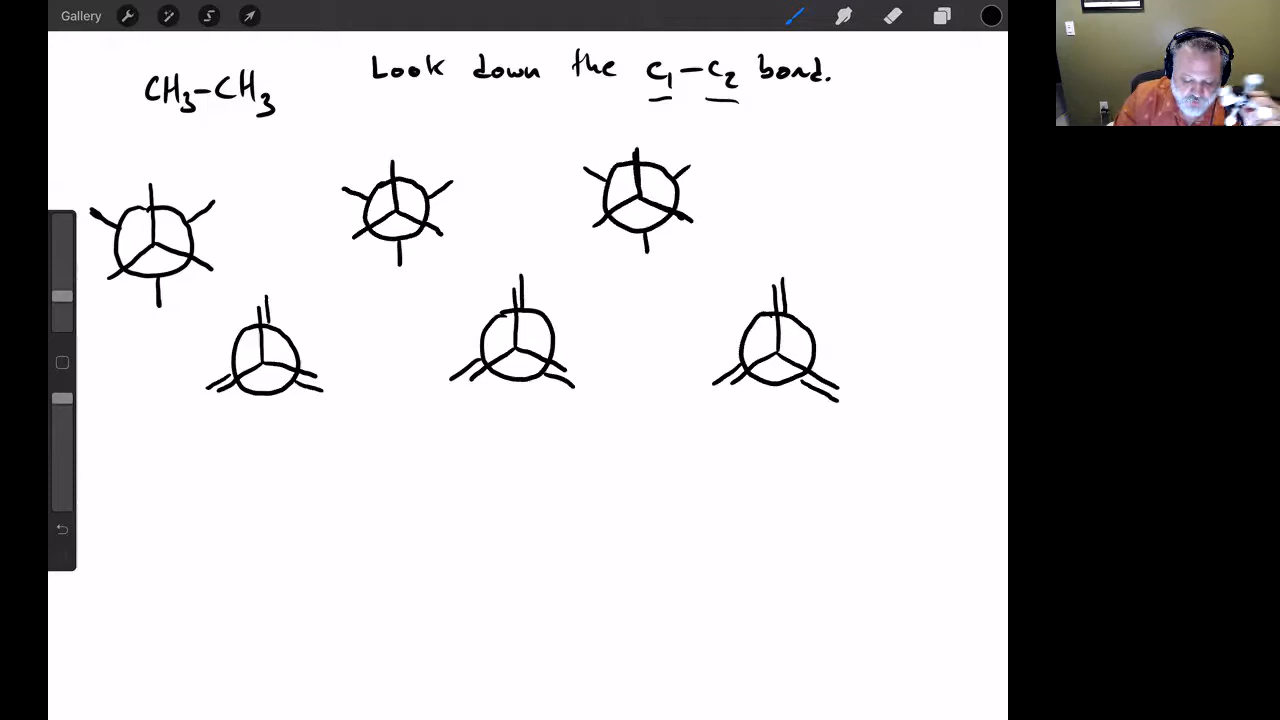 Gallery
CH₃-CH₃
Look down the C₁-C₂ bond.